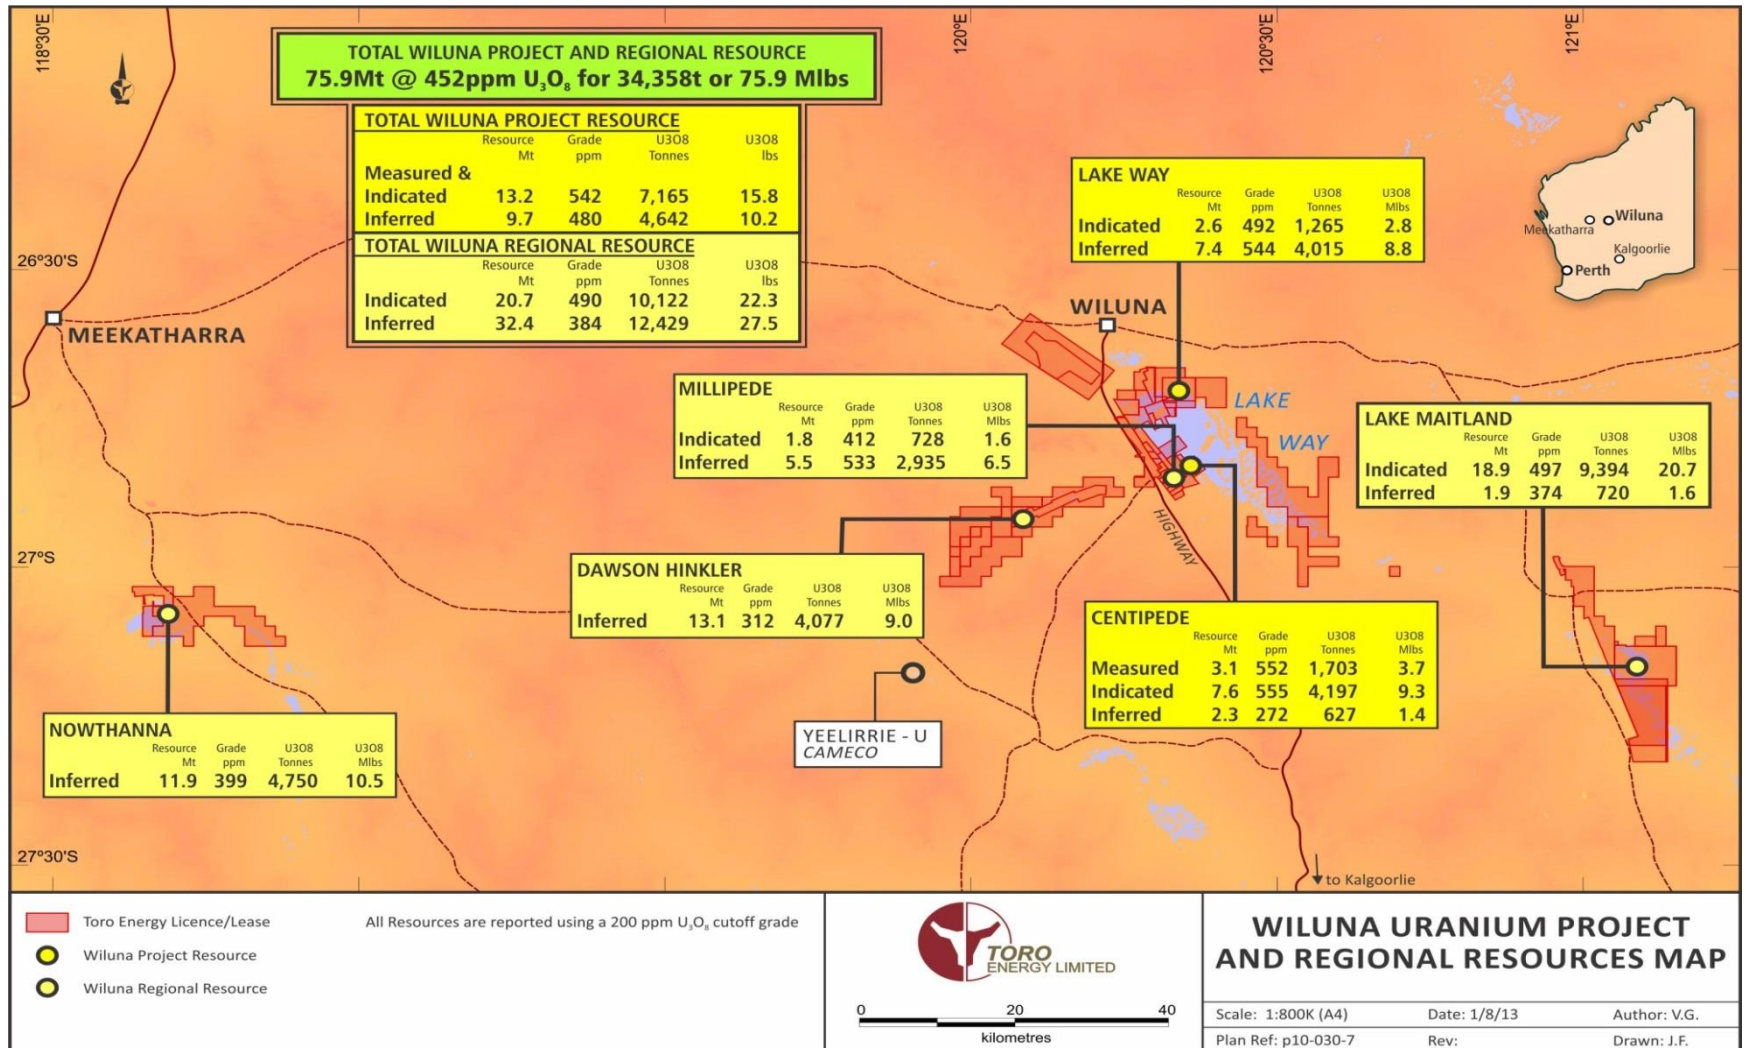 118°30'E
120°E
120°30'E
121°E
TOTAL WILUNA PROJECT AND REGIONAL RESOURCE
75.9Mt @ 452ppm U₃O₈ for 34,358t or 75.9 Mlbs
TOTAL WILUNA PROJECT RESOURCE
Resource Grade U3O8 U3O8
Mt ppm Tonnes lbs
Measured &
Indicated 13.2 542 7,165 15.8
Inferred 9.7 480 4,642 10.2
TOTAL WILUNA REGIONAL RESOURCE
Resource Grade U3O8 U3O8
Mt ppm Tonnes lbs
Indicated 20.7 490 10,122 22.3
Inferred 32.4 384 12,429 27.5
LAKE WAY
Resource Grade U3O8 U3O8
Mt ppm Tonnes Mlbs
Indicated 2.6 492 1,265 2.8
Inferred 7.4 544 4,015 8.8
Wiluna
Meekatharra
Kalgoorlie
Perth
26°30'S
MEEKATHARRA
WILUNA
MILLIPEDE
Resource Grade U3O8 U3O8
Mt ppm Tonnes Mlbs
Indicated 1.8 412 728 1.6
Inferred 5.5 533 2,935 6.5
LAKE
WAY
LAKE MAITLAND
Resource Grade U3O8 U3O8
Mt ppm Tonnes Mlbs
Indicated 18.9 497 9,394 20.7
Inferred 1.9 374 720 1.6
HIGHWAY
27°S
DAWSON HINKLER
Resource Grade U3O8 U3O8
Mt ppm Tonnes Mlbs
Inferred 13.1 312 4,077 9.0
CENTIPEDE
Resource Grade U3O8 U3O8
Mt ppm Tonnes Mlbs
Measured 3.1 552 1,703 3.7
Indicated 7.6 555 4,197 9.3
Inferred 2.3 272 627 1.4
NOWTHANNA
Resource Grade U3O8 U3O8
Mt ppm Tonnes Mlbs
Inferred 11.9 399 4,750 10.5
YEELIRRIE - U
CAMECO
27°30'S
to Kalgoorlie
Toro Energy Licence/Lease
All Resources are reported using a 200 ppm U₃O₈ cutoff grade
Wiluna Project Resource
Wiluna Regional Resource
TORO
ENERGY LIMITED
0 20 40
kilometres
WILUNA URANIUM PROJECT
AND REGIONAL RESOURCES MAP
Scale: 1:800K (A4) Date: 1/8/13 Author: V.G.
Plan Ref: p10-030-7 Rev: Drawn: J.F.